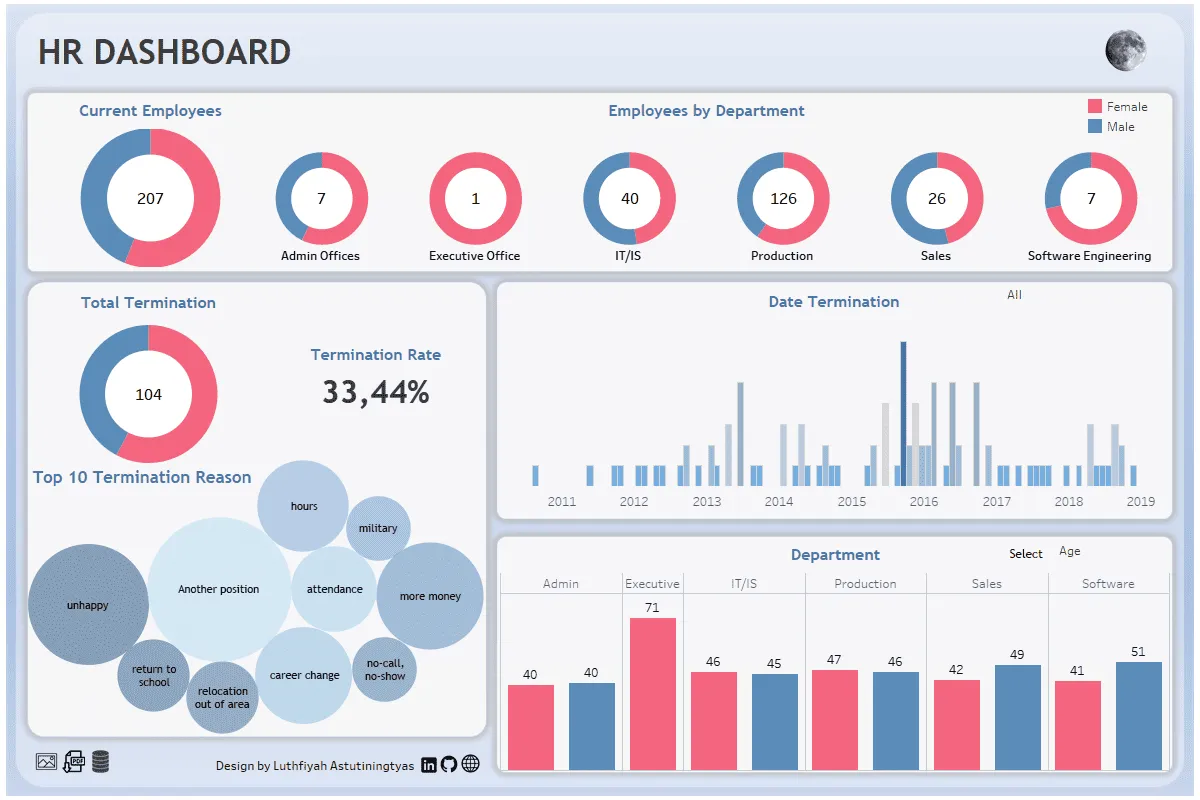 HR DASHBOARD
Current Employees
Employees by Department
Female
Male
207
7
1
40
126
26
7
Admin Offices
Executive Office
IT/IS
Production
Sales
Software Engineering
Total Termination
104
Termination Rate
33,44%
Top 10 Termination Reason
hours
military
Another position
attendance
more money
unhappy
return to
school
relocation
out of area
career change
no-call,
no-show
Date Termination
All
2011
2012
2013
2014
2015
2016
2017
2018
2019
Department
Select
Age
Admin
Executive
IT/IS
Production
Sales
Software
40
40
71
46
45
47
46
42
49
41
51
PDF
Design by Luthfiyah Astutiningtyas
in